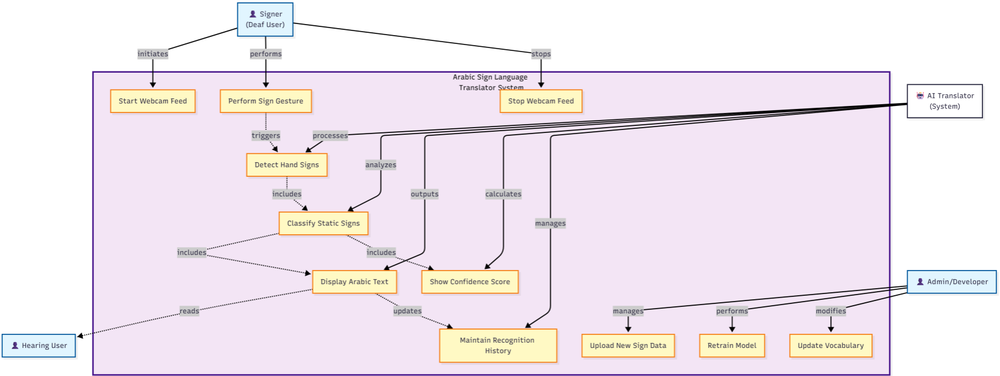 Signer
(Deaf User)
initiates
performs
stops
Arabic Sign Language
Translator System
Start Webcam Feed
Perform Sign Gesture
Stop Webcam Feed
AI Translator
(System)
triggers
processes
Detect Hand Signs
analyzes
includes
outputs
calculates
Classify Static Signs
manages
includes
includes
Display Arabic Text
Show Confidence Score
Admin/Developer
reads
updates
manages
performs
modifies
Hearing User
Maintain Recognition
History
Upload New Sign Data
Retrain Model
Update Vocabulary